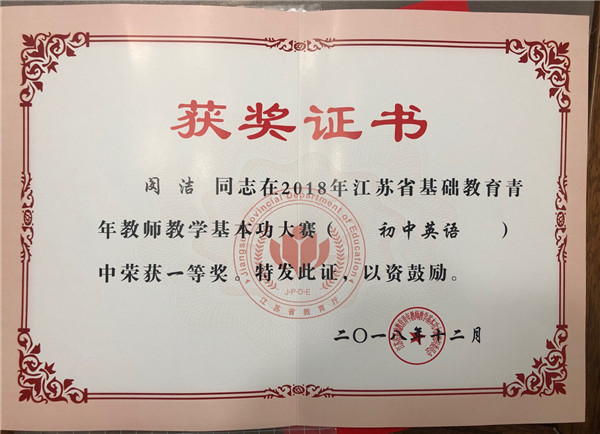 获奖证书
闵洁 同志在2018年江苏省基础教育青
年教师教学基本功大赛（ 初中英语 ）
中荣获一等奖。特发此证，以资鼓励。
Jiangsu Provincial Department of Education
J·P·D·E
江苏省教育厅
二〇一八年十二月